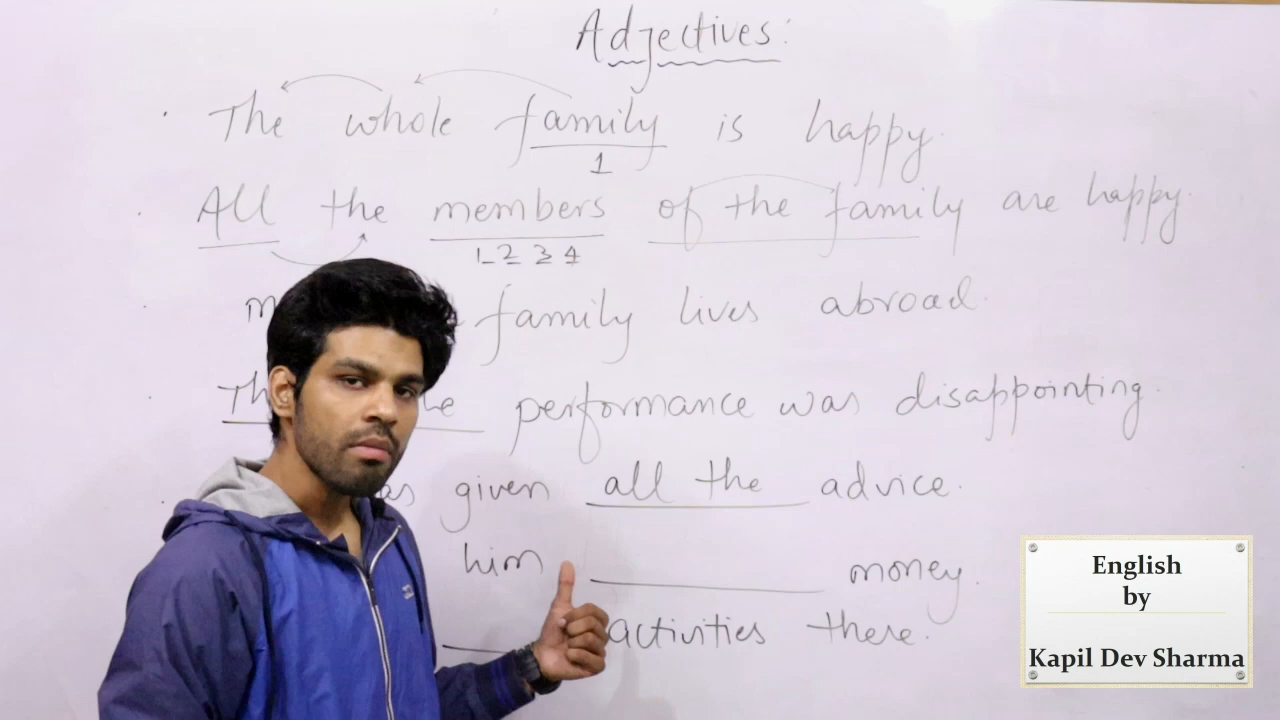 Adjectives:
The whole family is happy.
1
All the members of the family are happy.
1 2 3 4
family lives abroad.
performance was disappointing.
given all the advice.
him ______ money.
activities there.
English
by
Kapil Dev Sharma